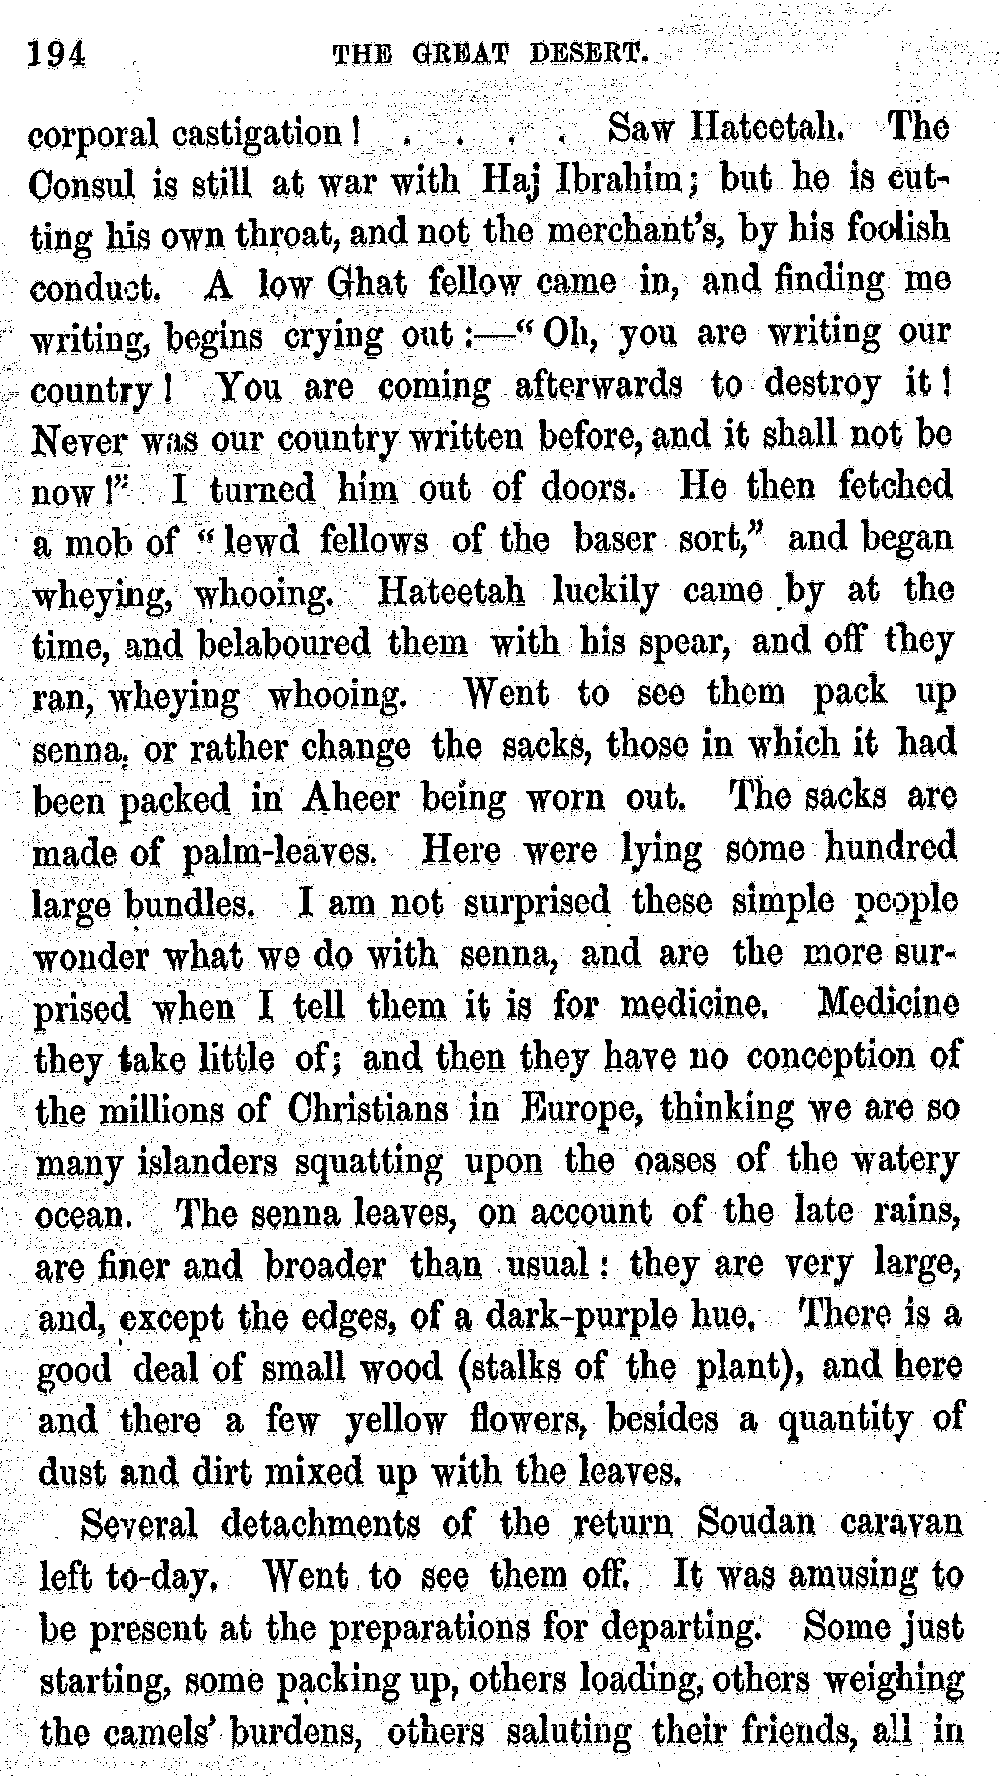 194 THE GREAT DESERT.
corporal castigation! . . . . Saw Hateetah. The
Consul is still at war with Haj Ibrahim; but he is cut-
ting his own throat, and not the merchant's, by his foolish
conduct. A low Ghat fellow came in, and finding me
writing, begins crying out:—"Oh, you are writing our
country! You are coming afterwards to destroy it!
Never was our country written before, and it shall not be
now!" I turned him out of doors. He then fetched
a mob of "lewd fellows of the baser sort," and began
wheying, whooing. Hateetah luckily came by at the
time, and belaboured them with his spear, and off they
ran, wheying whooing. Went to see them pack up
senna, or rather change the sacks, those in which it had
been packed in Aheer being worn out. The sacks are
made of palm-leaves. Here were lying some hundred
large bundles. I am not surprised these simple people
wonder what we do with senna, and are the more sur-
prised when I tell them it is for medicine. Medicine
they take little of; and then they have no conception of
the millions of Christians in Europe, thinking we are so
many islanders squatting upon the oases of the watery
ocean. The senna leaves, on account of the late rains,
are finer and broader than usual: they are very large,
and, except the edges, of a dark-purple hue. There is a
good deal of small wood (stalks of the plant), and here
and there a few yellow flowers, besides a quantity of
dust and dirt mixed up with the leaves.
Several detachments of the return Soudan caravan
left to-day. Went to see them off. It was amusing to
be present at the preparations for departing. Some just
starting, some packing up, others loading, others weighing
the camels' burdens, others saluting their friends, all in